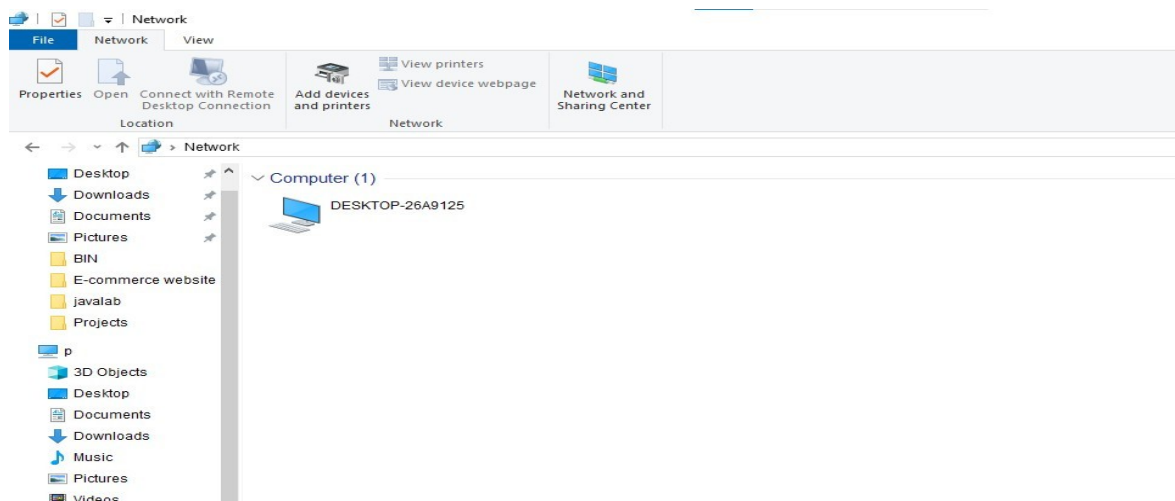 Network
File Network View
Properties Open Connect with Remote Desktop Connection
Add devices and printers
View printers
View device webpage
Network and Sharing Center
Location Network
Network
Desktop
Downloads
Documents
Pictures
BIN
E-commerce website
javalab
Projects
p
3D Objects
Desktop
Documents
Downloads
Music
Pictures
Videos
Computer (1)
DESKTOP-26A9125